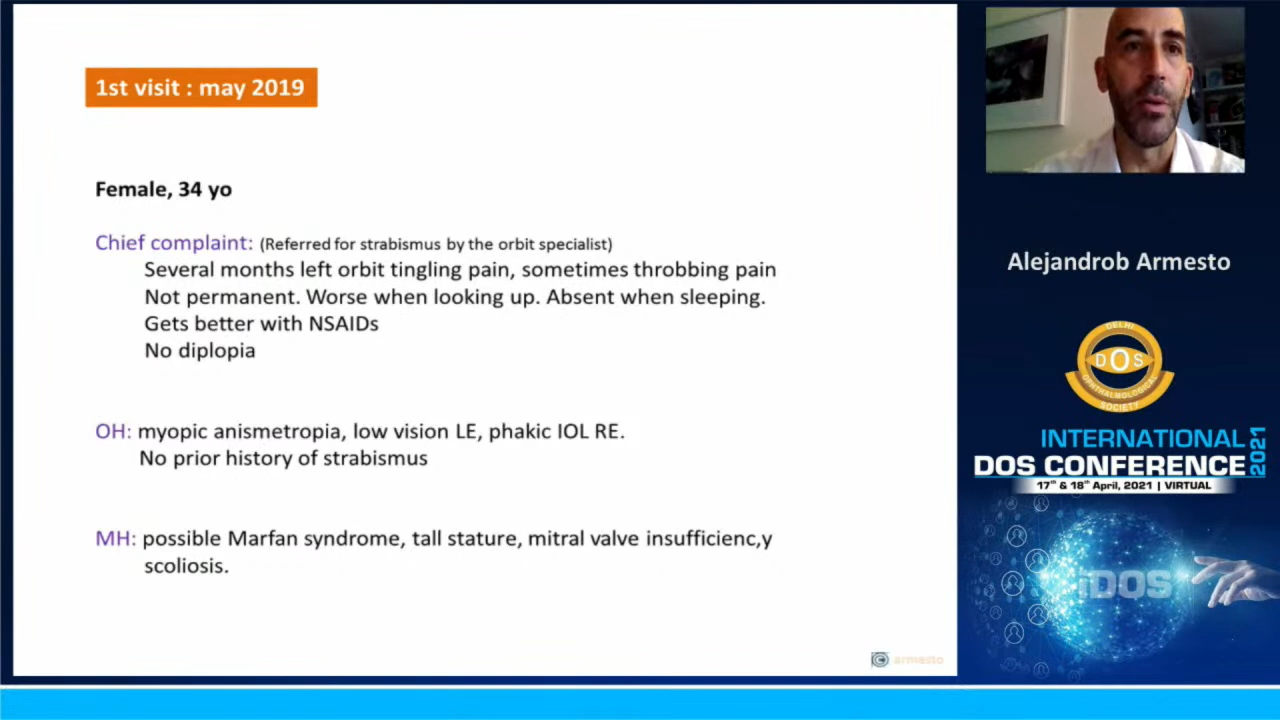 1st visit : may 2019
Female, 34 yo
Chief complaint: (Referred for strabismus by the orbit specialist)
Several months left orbit tingling pain, sometimes throbbing pain
Not permanent. Worse when looking up. Absent when sleeping.
Gets better with NSAIDs
No diplopia
OH: myopic anismetropia, low vision LE, phakic IOL RE.
No prior history of strabismus
MH: possible Marfan syndrome, tall stature, mitral valve insufficienc,y
scoliosis.
armesto
Alejandrob Armesto
DELHI
DOS
OPHTHALMOLOGICAL
SOCIETY
INTERNATIONAL
DOS CONFERENCE
2021
17th & 18th April, 2021 | VIRTUAL
iDOS